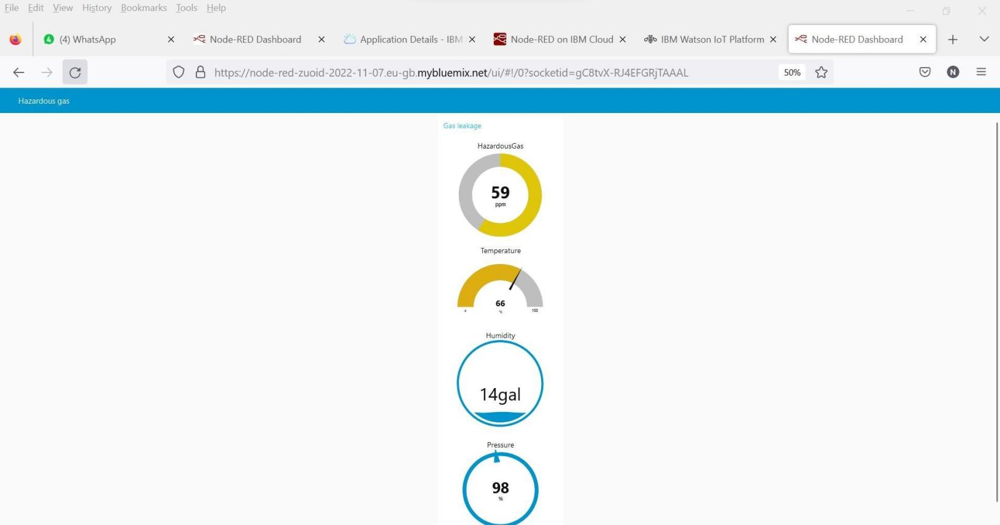 File Edit View History Bookmarks Tools Help
4 (4) WhatsApp Node-RED Dashboard Application Details - IBM Node-RED on IBM Cloud IBM Watson IoT Platform Node-RED Dashboard
https://node-red-zuoid-2022-11-07.eu-gb.mybluemix.net/ui/#!/0?socketid=gC8tvX-RJ4EFGRjTAAAL 50% N
Hazardous gas
Gas leakage
HazardousGas
59
ppm
Temperature
66
0 °C 100
Humidity
14gal
Pressure
98
%